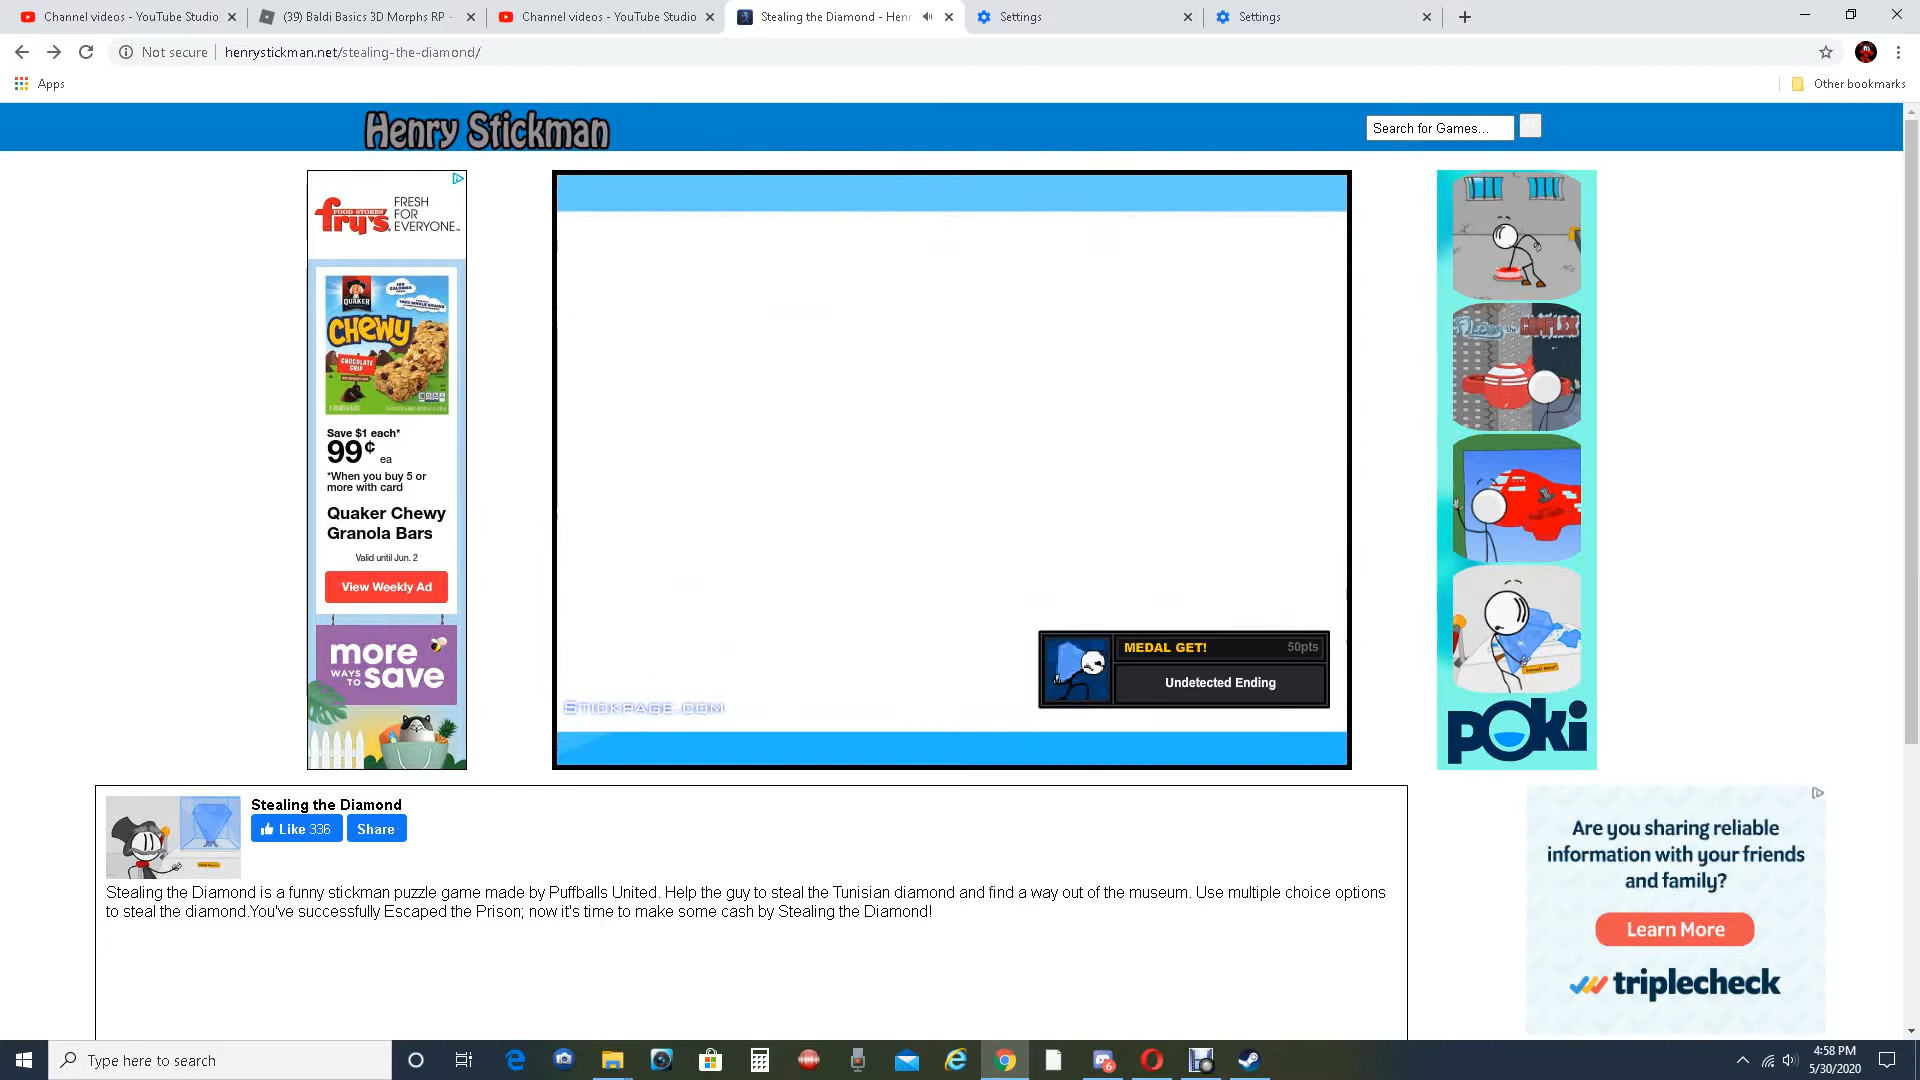 Channel videos - YouTube Studio
(39) Baldi Basics 3D Morphs RP -
Channel videos - YouTube Studio
Stealing the Diamond - Henr
Settings
Settings
Not secure
henrystickman.net/stealing-the-diamond/
Apps
Other bookmarks
Henry Stickman
Search for Games...
FOOD STORES
fry's
FRESH
FOR
EVERYONE
QUAKER
CHEWY
CHOCOLATE
CHIP
Save $1 each*
99¢ ea
*When you buy 5 or
more with card
Quaker Chewy
Granola Bars
Valid until Jun. 2
View Weekly Ad
more
WAYS TO
save
MEDAL GET! 50pts
Undetected Ending
STICKPAGE.COM
Fleeing the COMPLEX
POKi
Stealing the Diamond
Like 336
Share
Stealing the Diamond is a funny stickman puzzle game made by Puffballs United. Help the guy to steal the Tunisian diamond and find a way out of the museum. Use multiple choice options
to steal the diamond.You've successfully Escaped the Prison; now it's time to make some cash by Stealing the Diamond!
Are you sharing reliable
information with your friends
and family?
Learn More
triplecheck
Type here to search
6
4:58 PM
5/30/2020